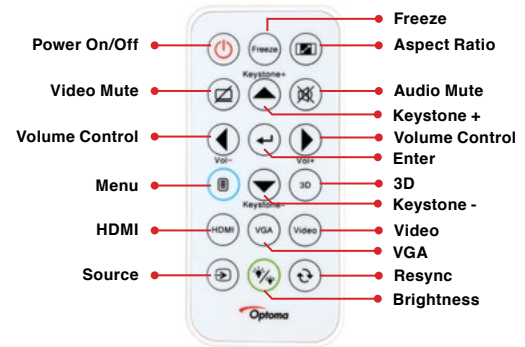 Freeze
Power On/Off
Freeze
Aspect Ratio
Keystone+
Video Mute
Audio Mute
Keystone +
Volume Control
Volume Control
Vol-
Vol+
Enter
Menu
3D
3D
Keystone-
Keystone -
HDMI
HDMI
VGA
Video
Video
VGA
Source
Resync
Brightness
Optoma